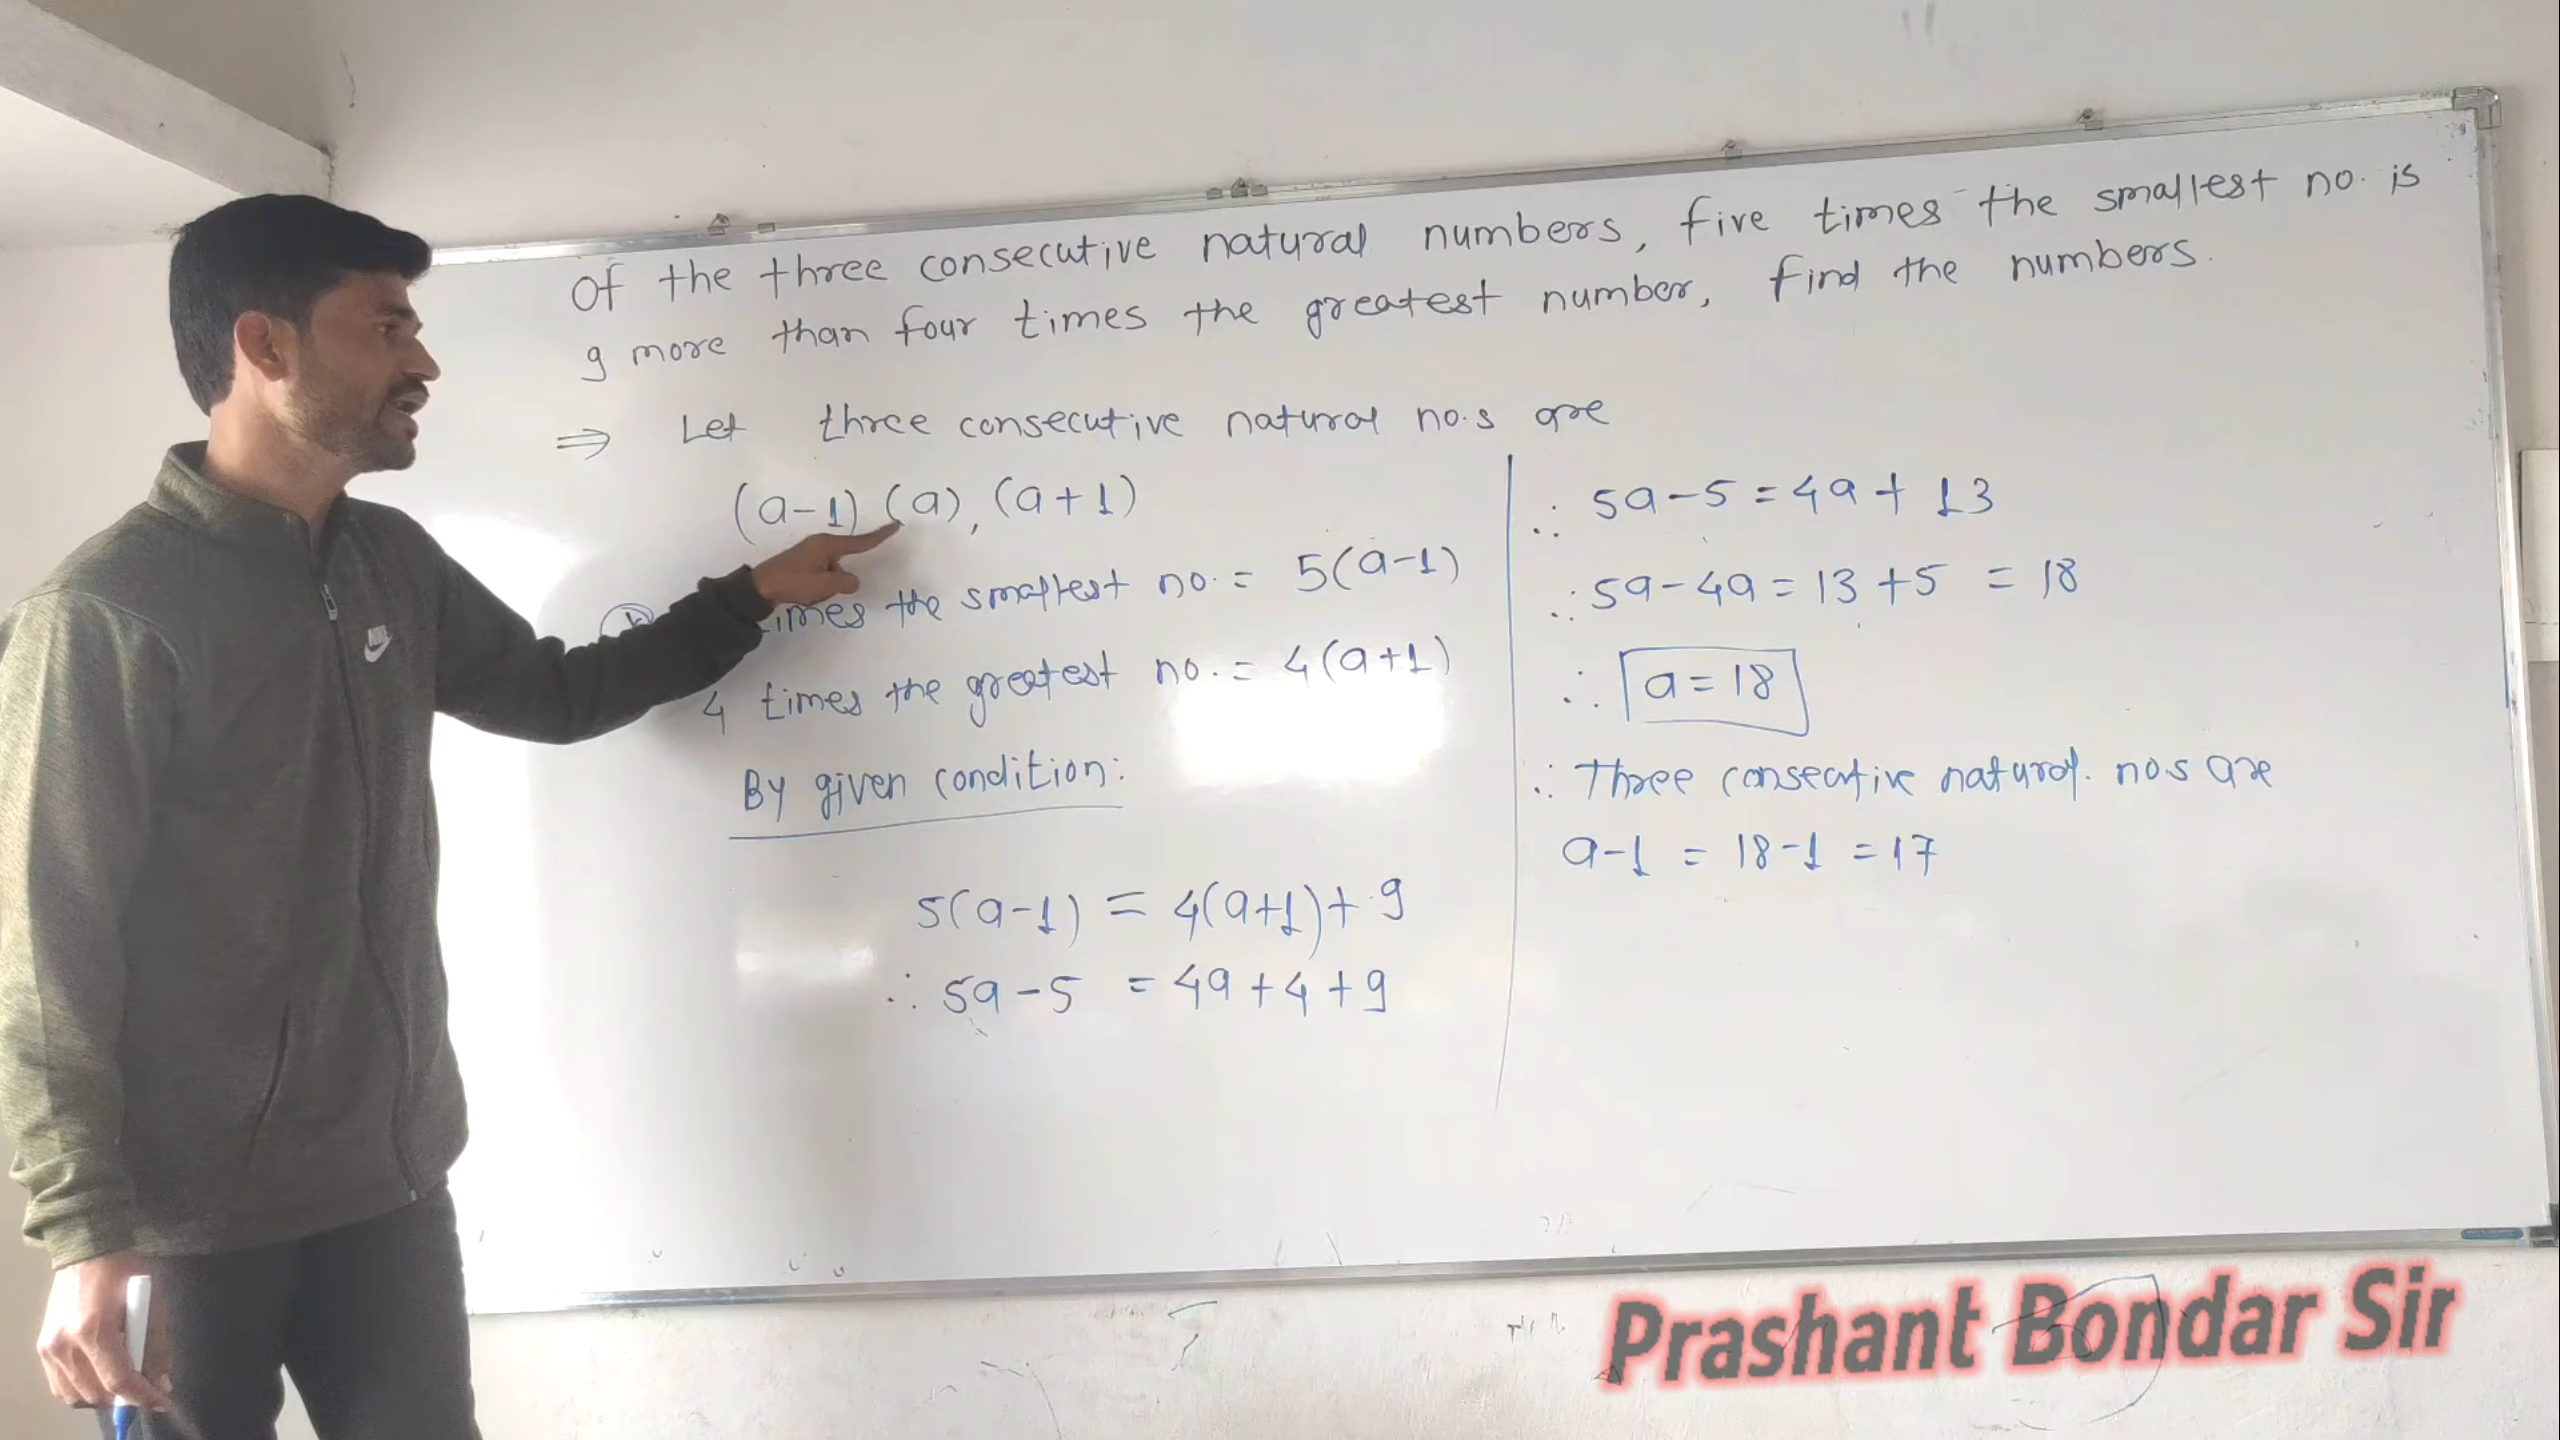 Of the three consecutive natural numbers, five times the smallest no. is
9 more than four times the greatest number, find the numbers.
⇒ Let three consecutive natural no.s are
(a-1) (a), (a+1)
times the smallest no. = 5(a-1)
4 times the greatest no. = 4(a+1)
By given condition:
5(a-1) = 4(a+1)+9
∴ 5a-5 = 4a+4+9
∴ 5a-5 = 4a+13
∴ 5a-4a = 13+5 = 18
∴ a=18
∴ Three consecutive natural. nos are
a-1 = 18-1 = 17
NIKE
Prashant Bondar Sir